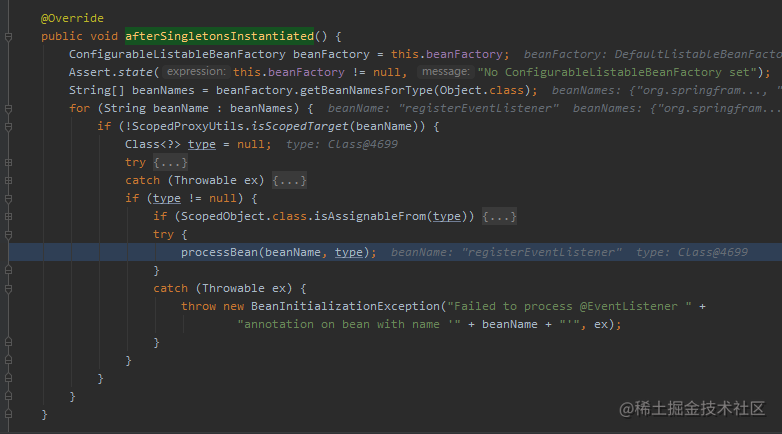 @Override
public void afterSingletonsInstantiated() {
ConfigurableListableBeanFactory beanFactory = this.beanFactory; beanFactory: DefaultListableBeanFacto
Assert.state( expression: this.beanFactory != null, message: "No ConfigurableListableBeanFactory set");
String[] beanNames = beanFactory.getBeanNamesForType(Object.class); beanNames: {"org.springfram..., "
for (String beanName : beanNames) { beanName: "registerEventListener" beanNames: {"org.springfram...
if (!ScopedProxyUtils.isScopedTarget(beanName)) {
Class<?> type = null; type: Class@4699
try {...}
catch (Throwable ex) {...}
if (type != null) {
if (ScopedObject.class.isAssignableFrom(type)) {...}
try {
processBean(beanName, type); beanName: "registerEventListener" type: Class@4699
}
catch (Throwable ex) {
throw new BeanInitializationException("Failed to process @EventListener " +
"annotation on bean with name '" + beanName + "'", ex);
}
}
}
}
}
@稀土掘金技术社区